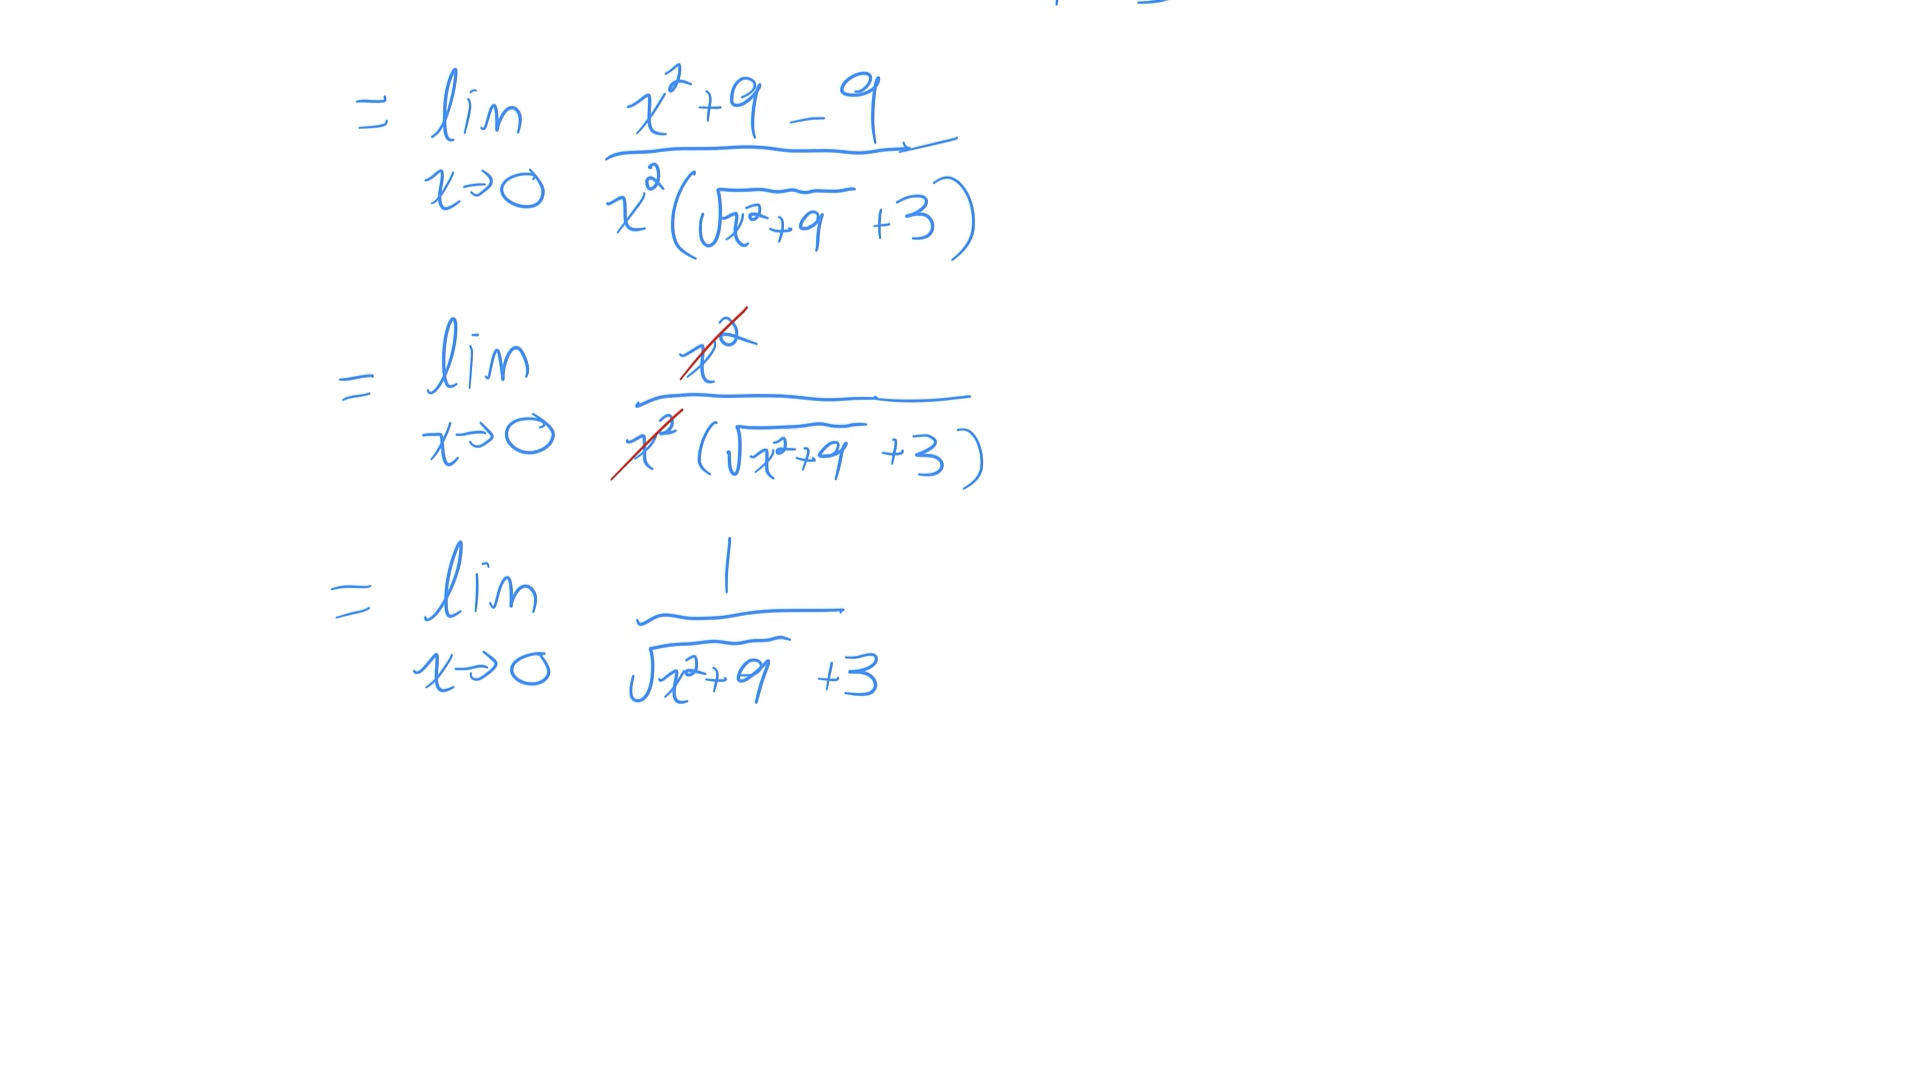 = lim x→0 (x²+9-9)/(x²(√(x²+9) +3))
= lim x→0 x²/(x²(√(x²+9) +3))
= lim x→0 1/(√(x²+9) +3)